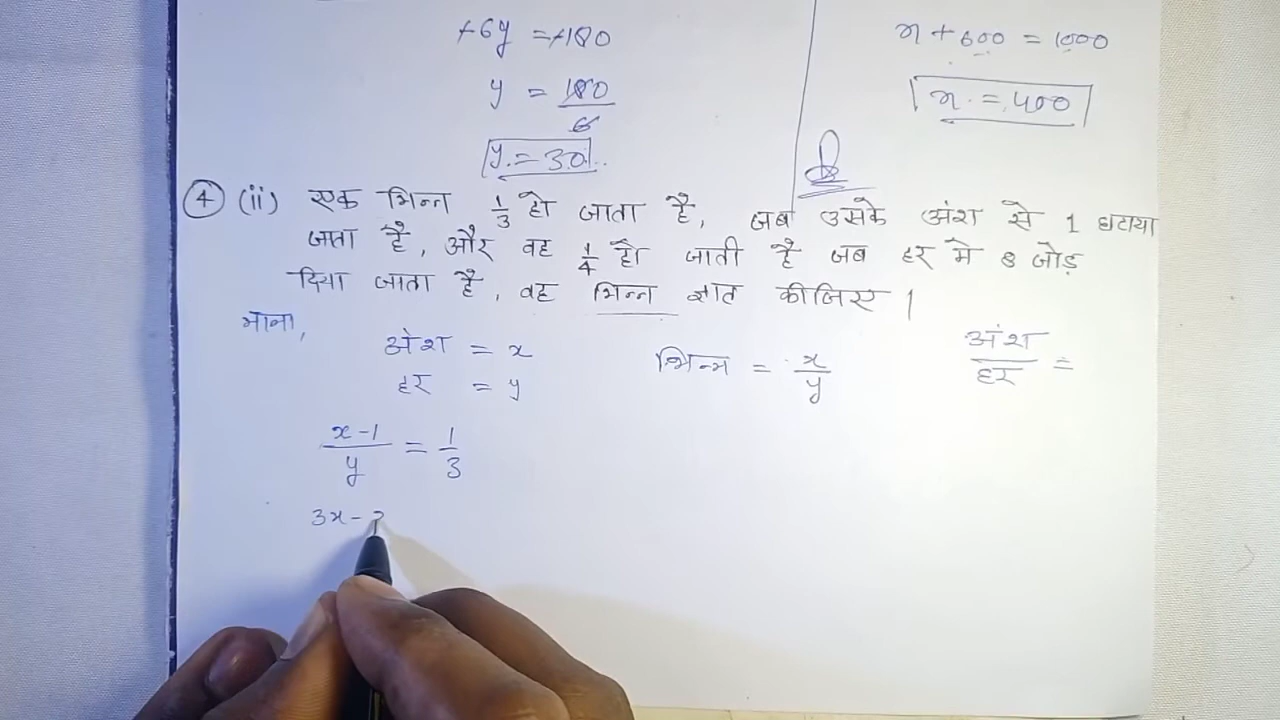 +6y = +180
y = 180/6
y = 30
x + 600 = 1000
x = 400
4 (ii) एक भिन्न 1/3 हो जाता है, जब उसके अंश से 1 घटाया
जाता है, और वह 1/4 हो जाती है जब हर मे 8 जोड़
दिया जाता है, वह भिन्न ज्ञात कीजिए ।
माना,
अंश = x
हर = y
भिन्न = x/y
अंश/हर =
x-1/y = 1/3
3x -